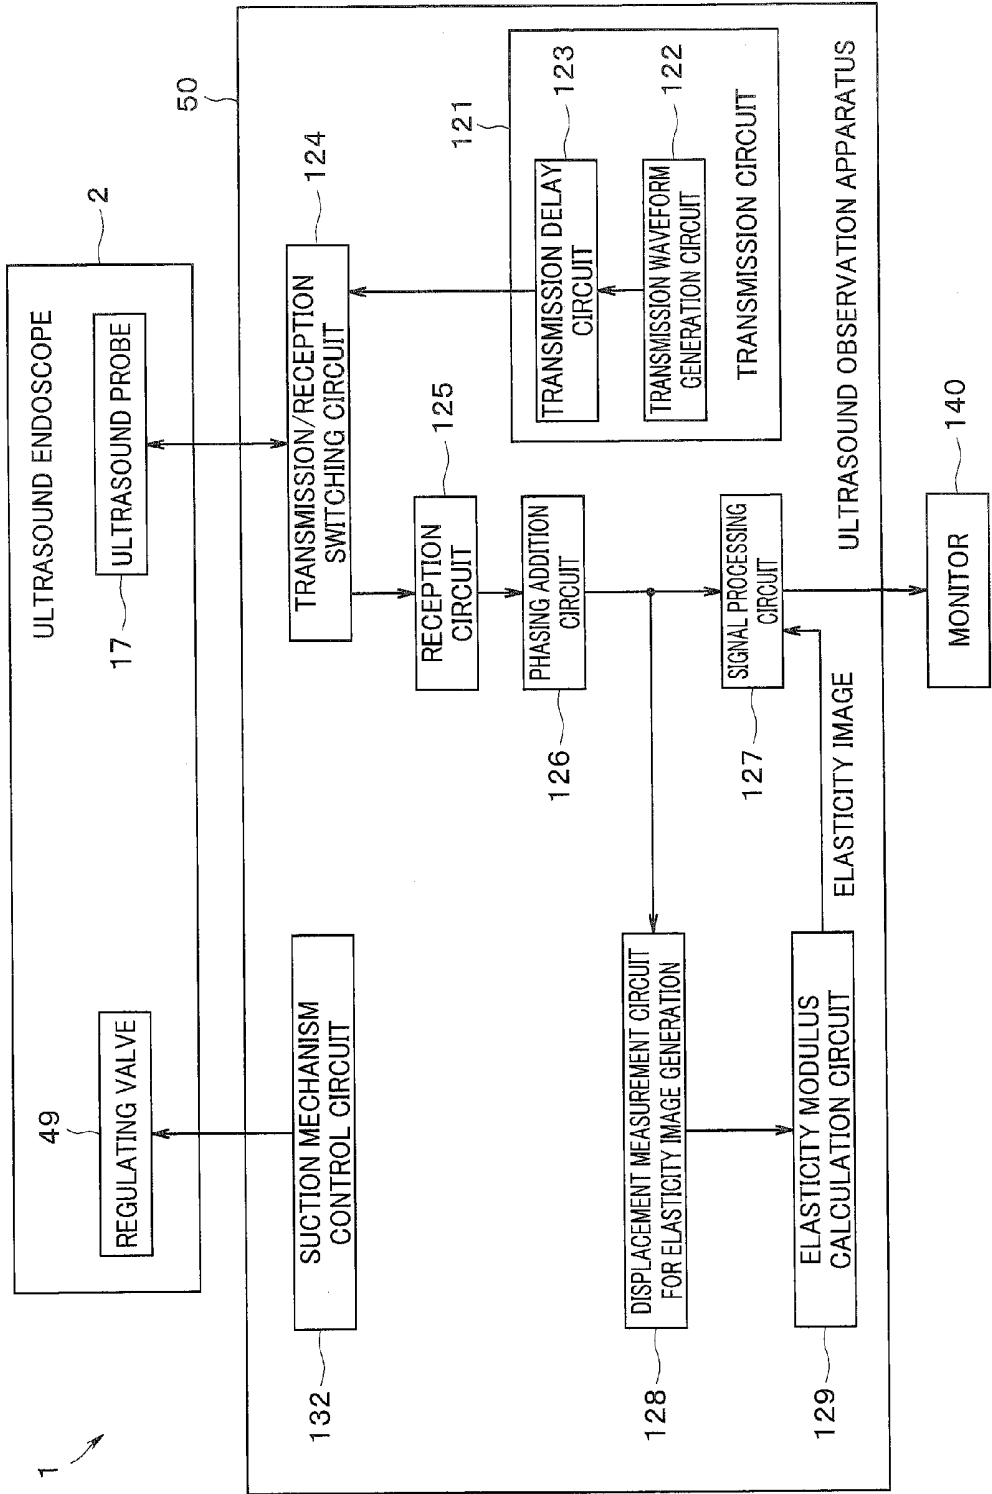 1
ULTRASOUND ENDOSCOPE
2
49
REGULATING VALVE
17
ULTRASOUND PROBE
50
132
SUCTION MECHANISM
CONTROL CIRCUIT
TRANSMISSION/RECEPTION
SWITCHING CIRCUIT
124
RECEPTION
CIRCUIT
125
121
PHASING ADDITION
CIRCUIT
126
TRANSMISSION DELAY
CIRCUIT
123
128
DISPLACEMENT MEASUREMENT CIRCUIT
FOR ELASTICITY IMAGE GENERATION
TRANSMISSION WAVEFORM
GENERATION CIRCUIT
122
127
SIGNAL PROCESSING
CIRCUIT
TRANSMISSION CIRCUIT
129
ELASTICITY MODULUS
CALCULATION CIRCUIT
ELASTICITY IMAGE
ULTRASOUND OBSERVATION APPARATUS
MONITOR
140